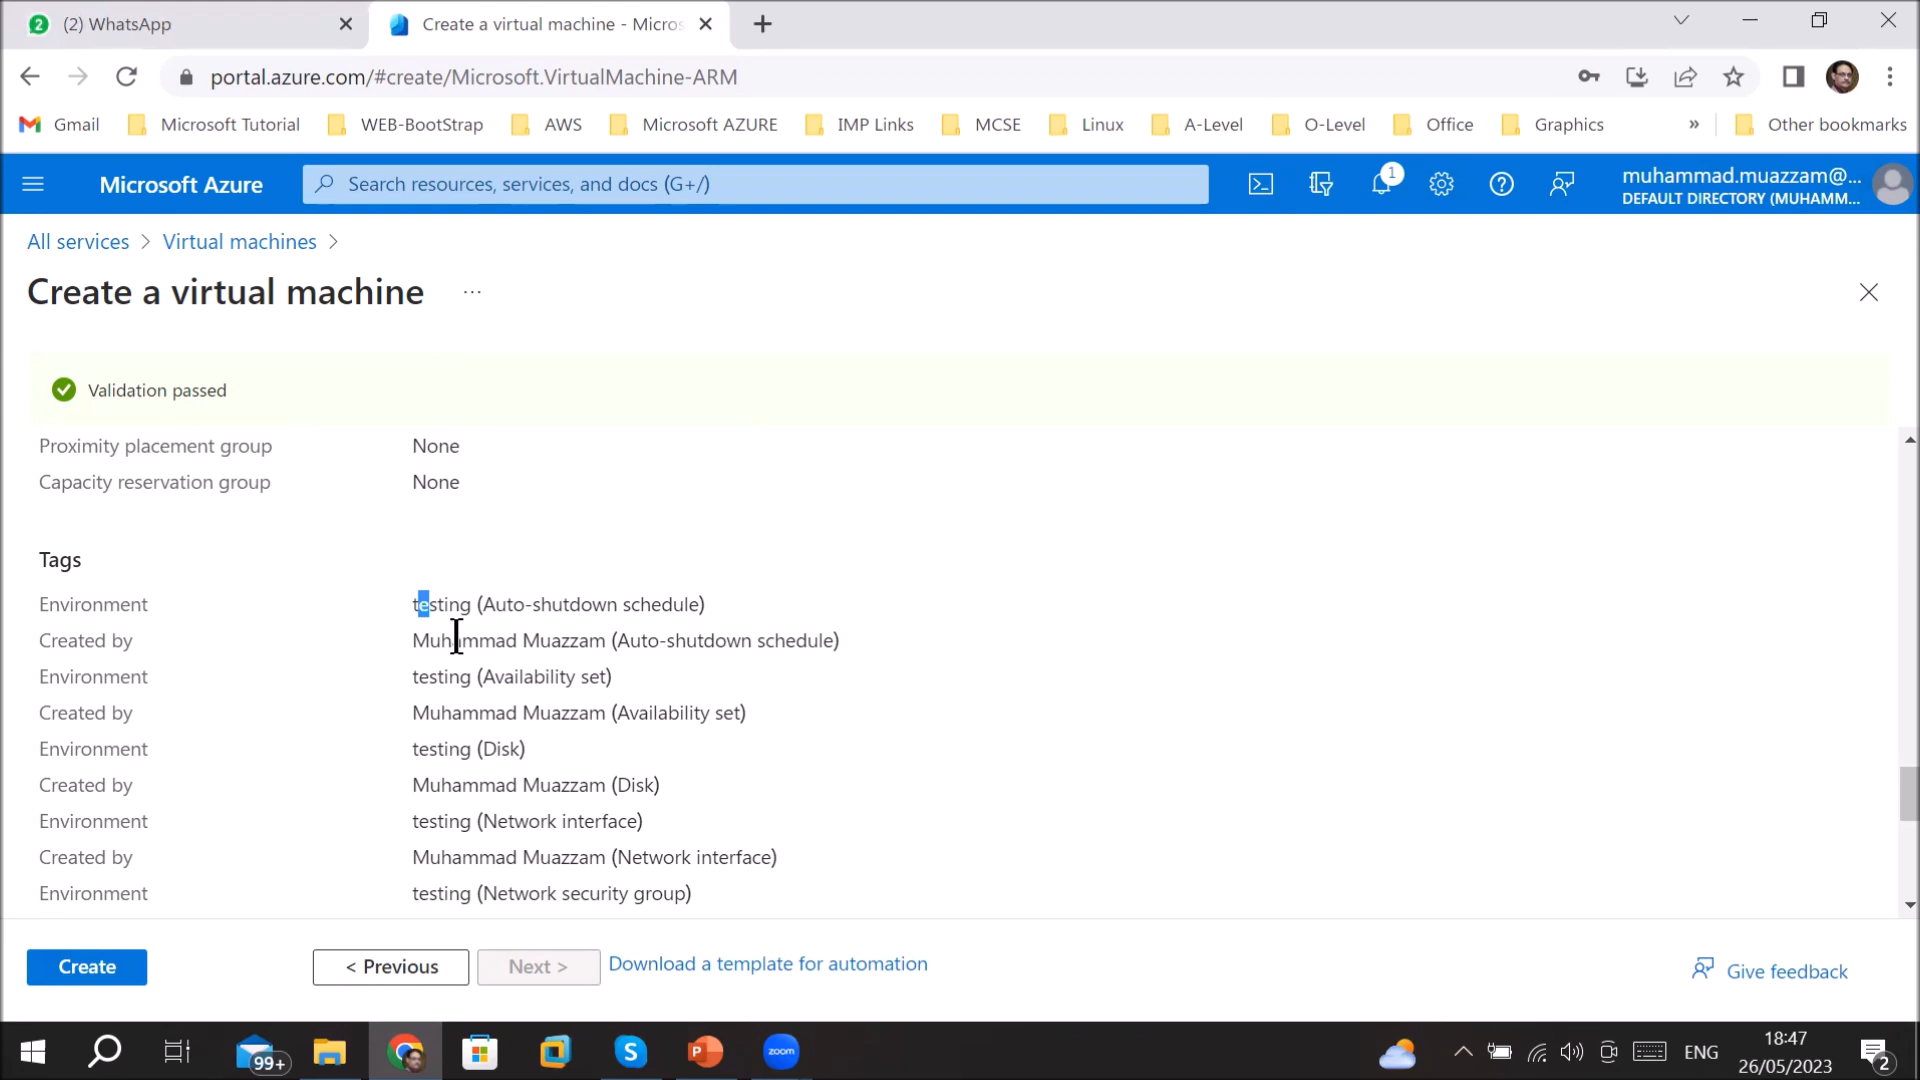 2
(2) WhatsApp
Create a virtual machine - Micros
portal.azure.com/#create/Microsoft.VirtualMachine-ARM
Gmail
Microsoft Tutorial
WEB-BootStrap
AWS
Microsoft AZURE
IMP Links
MCSE
Linux
A-Level
O-Level
Office
Graphics
»
Other bookmarks
Microsoft Azure
Search resources, services, and docs (G+/)
1
muhammad.muazzam@...
DEFAULT DIRECTORY (MUHAMM...
All services > Virtual machines >
Create a virtual machine ...
Validation passed
Proximity placement group None
Capacity reservation group None
Tags
Environment testing (Auto-shutdown schedule)
Created by Muhammad Muazzam (Auto-shutdown schedule)
Environment testing (Availability set)
Created by Muhammad Muazzam (Availability set)
Environment testing (Disk)
Created by Muhammad Muazzam (Disk)
Environment testing (Network interface)
Created by Muhammad Muazzam (Network interface)
Environment testing (Network security group)
Create
< Previous
Next >
Download a template for automation
Give feedback
99+
S
P
zoom
ENG
18:47
26/05/2023
2